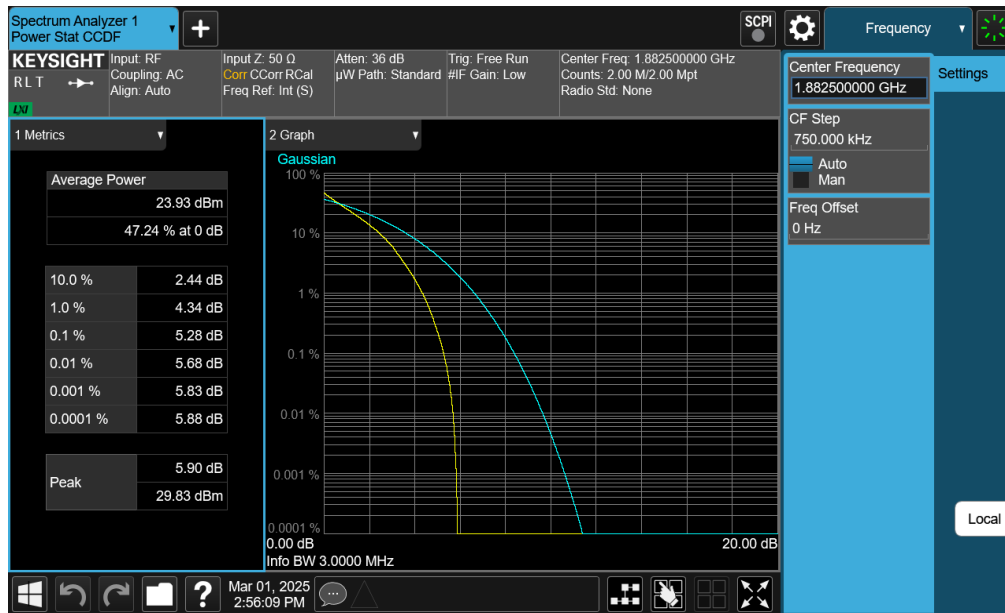 Spectrum Analyzer 1
Power Stat CCDF
+
SCPI
Frequency
KEYSIGHT
RLT
LXI
Input: RF
Coupling: AC
Align: Auto
Input Z: 50 Ω
Corr CCorr RCal
Freq Ref: Int (S)
Atten: 36 dB
µW Path: Standard
Trig: Free Run
#IF Gain: Low
Center Freq: 1.882500000 GHz
Counts: 2.00 M/2.00 Mpt
Radio Std: None
Center Frequency
1.882500000 GHz
Settings
CF Step
750.000 kHz
Auto
Man
Freq Offset
0 Hz
Local
1 Metrics
Average Power
23.93 dBm
47.24 % at 0 dB
10.0 % 2.44 dB
1.0 % 4.34 dB
0.1 % 5.28 dB
0.01 % 5.68 dB
0.001 % 5.83 dB
0.0001 % 5.88 dB
Peak
5.90 dB
29.83 dBm
2 Graph
Gaussian
100 %
10 %
1 %
0.1 %
0.01 %
0.001 %
0.0001 %
0.00 dB 20.00 dB
Info BW 3.0000 MHz
?
Mar 01, 2025
2:56:09 PM